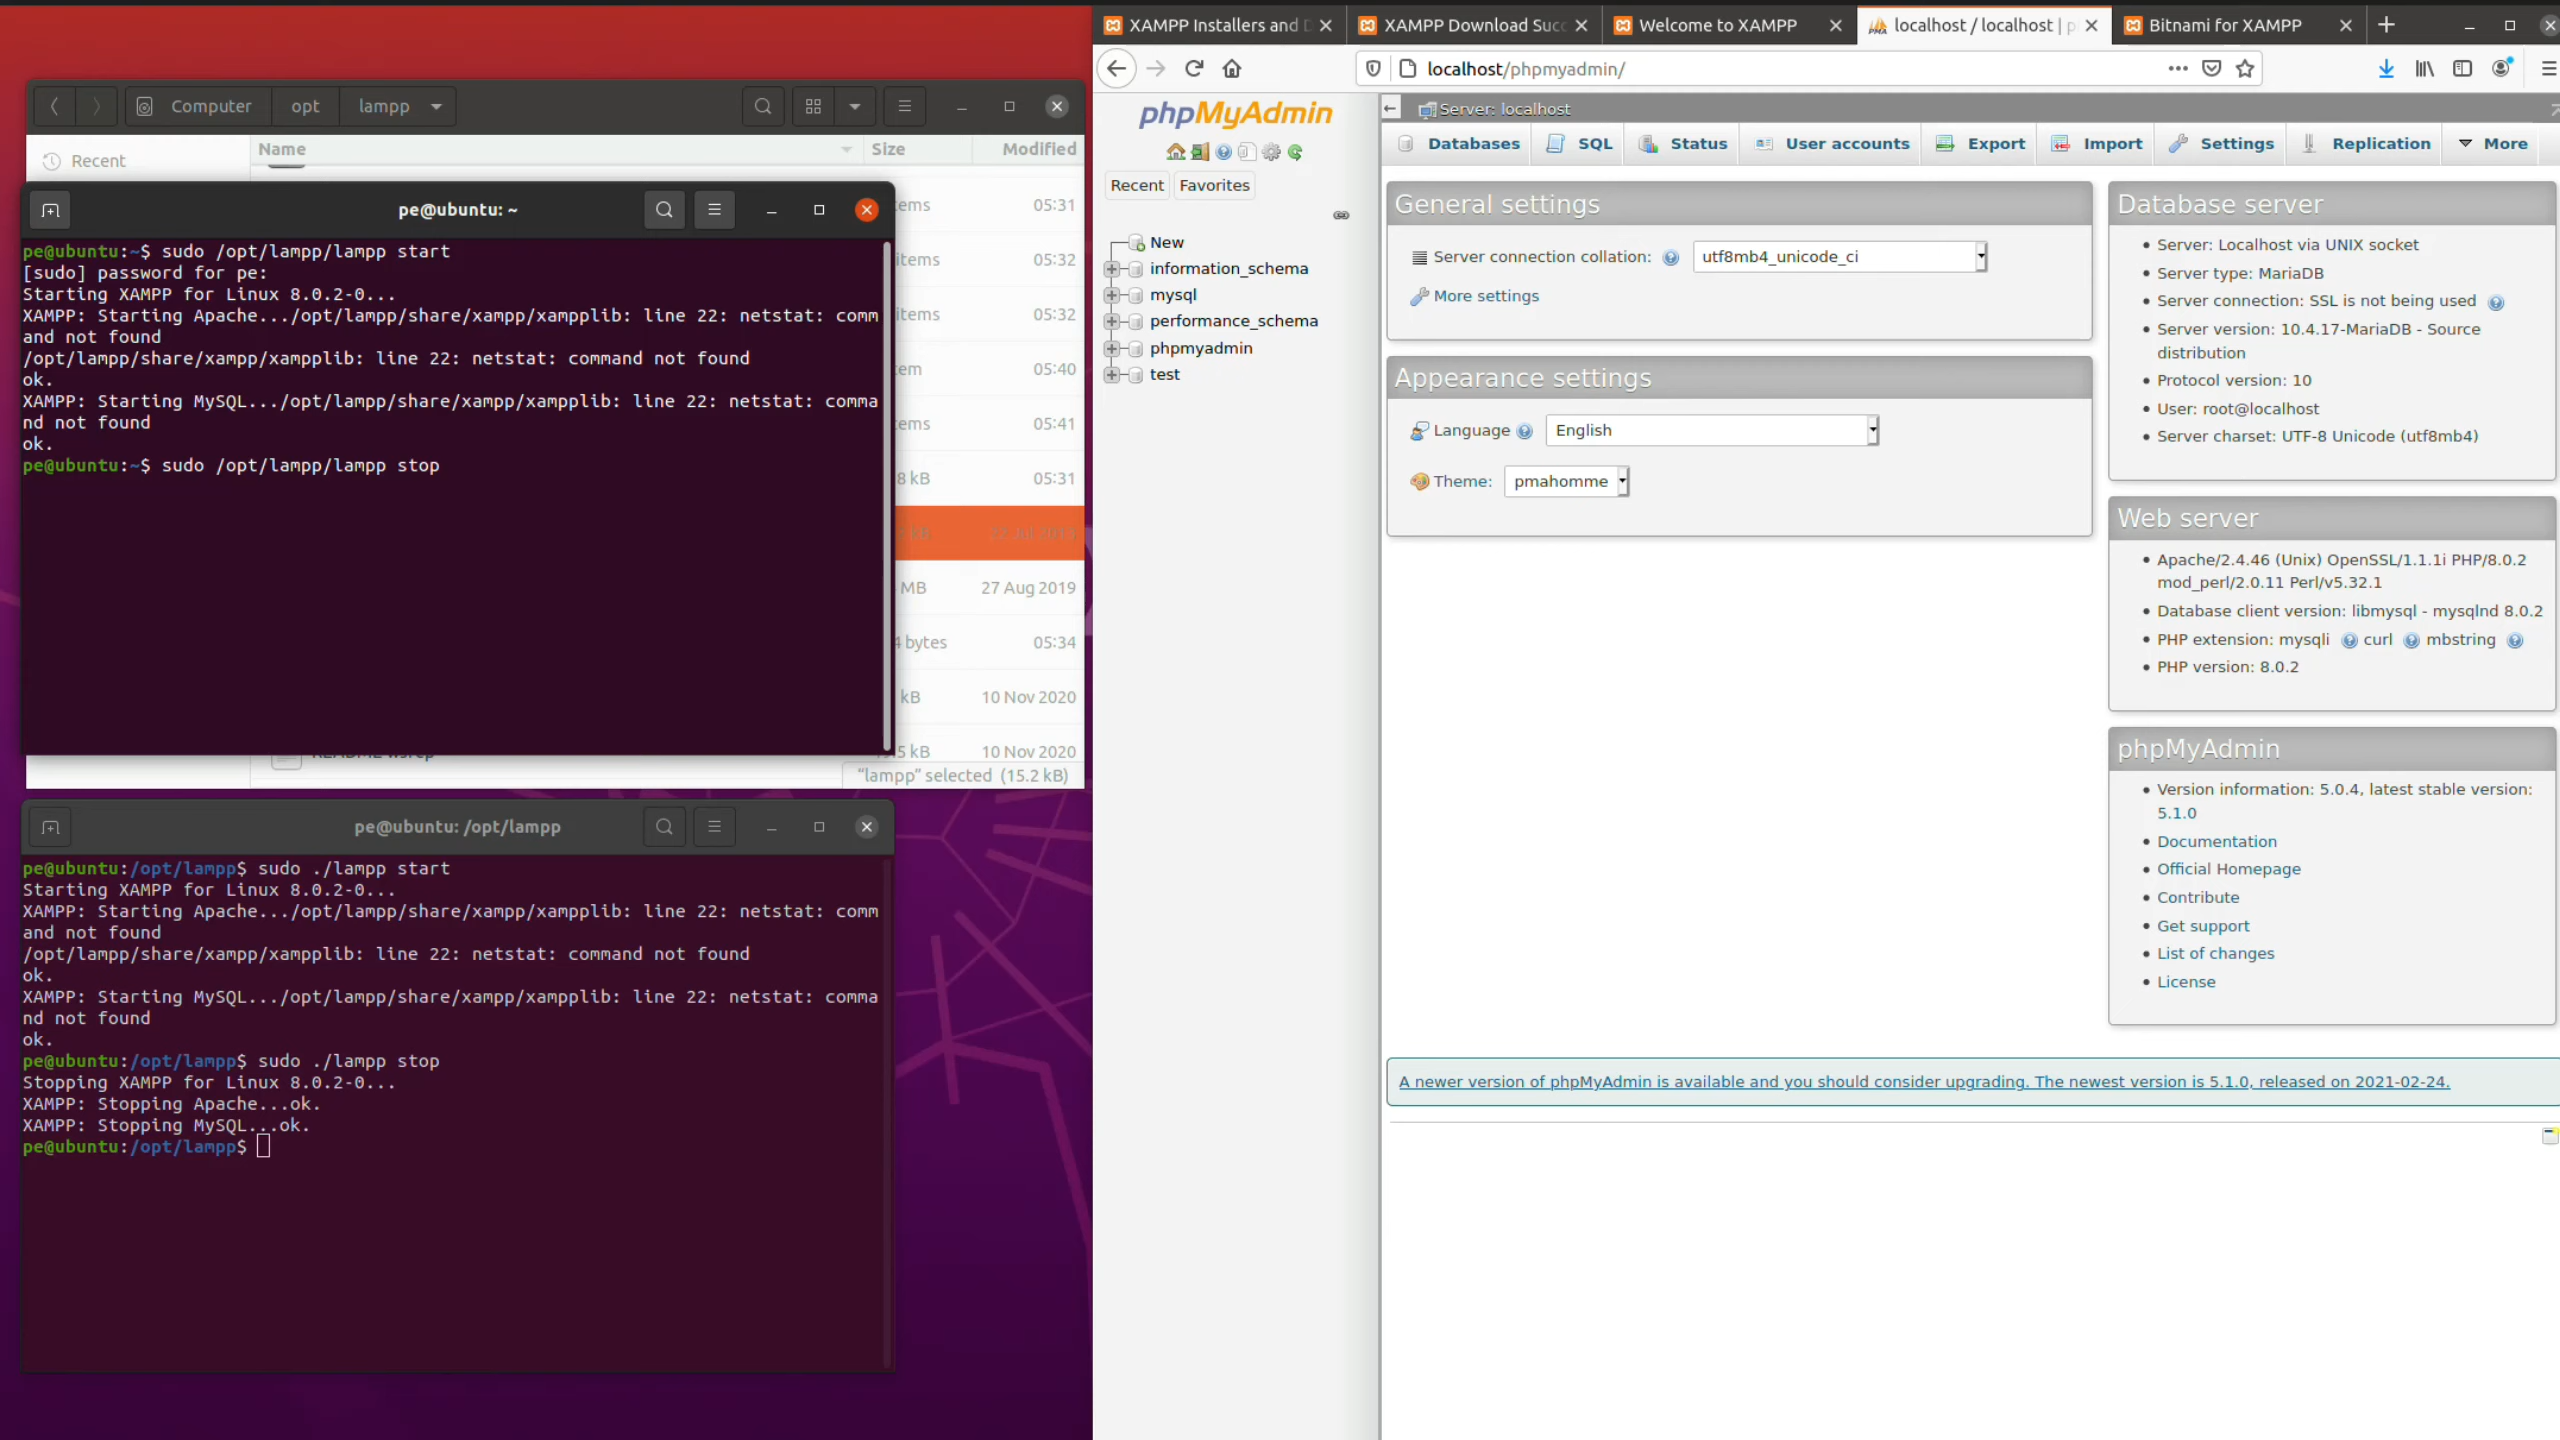 Computer
opt
lampp
Recent
Name
Size
Modified
05:31
items
05:32
items
05:32
05:40
05:41
8 kB
05:31
22 Jul 2019
MB
27 Aug 2019
4 bytes
05:34
kB
10 Nov 2020
5 kB
10 Nov 2020
“lampp” selected (15.2 kB)
pe@ubuntu: ~
pe@ubuntu:~$ sudo /opt/lampp/lampp start
[sudo] password for pe:
Starting XAMPP for Linux 8.0.2-0...
XAMPP: Starting Apache.../opt/lampp/share/xampp/xampplib: line 22: netstat: comm
and not found
/opt/lampp/share/xampp/xampplib: line 22: netstat: command not found
ok.
XAMPP: Starting MySQL.../opt/lampp/share/xampp/xampplib: line 22: netstat: comma
nd not found
ok.
pe@ubuntu:~$ sudo /opt/lampp/lampp stop
pe@ubuntu: /opt/lampp
pe@ubuntu:/opt/lampp$ sudo ./lampp start
Starting XAMPP for Linux 8.0.2-0...
XAMPP: Starting Apache.../opt/lampp/share/xampp/xampplib: line 22: netstat: comm
and not found
/opt/lampp/share/xampp/xampplib: line 22: netstat: command not found
ok.
XAMPP: Starting MySQL.../opt/lampp/share/xampp/xampplib: line 22: netstat: comma
nd not found
ok.
pe@ubuntu:/opt/lampp$ sudo ./lampp stop
Stopping XAMPP for Linux 8.0.2-0...
XAMPP: Stopping Apache...ok.
XAMPP: Stopping MySQL...ok.
pe@ubuntu:/opt/lampp$
XAMPP Installers and D
XAMPP Download Succ
Welcome to XAMPP
localhost / localhost | p
Bitnami for XAMPP
localhost/phpmyadmin/
phpMyAdmin
Recent
Favorites
New
information_schema
mysql
performance_schema
phpmyadmin
test
Server: localhost
Databases
SQL
Status
User accounts
Export
Import
Settings
Replication
More
General settings
Server connection collation:
utf8mb4_unicode_ci
More settings
Appearance settings
Language
English
Theme:
pmahomme
Database server
• Server: Localhost via UNIX socket
• Server type: MariaDB
• Server connection: SSL is not being used
• Server version: 10.4.17-MariaDB - Source
distribution
• Protocol version: 10
• User: root@localhost
• Server charset: UTF-8 Unicode (utf8mb4)
Web server
• Apache/2.4.46 (Unix) OpenSSL/1.1.1i PHP/8.0.2
mod_perl/2.0.11 Perl/v5.32.1
• Database client version: libmysql - mysqlnd 8.0.2
• PHP extension: mysqli curl mbstring
• PHP version: 8.0.2
phpMyAdmin
• Version information: 5.0.4, latest stable version:
5.1.0
• Documentation
• Official Homepage
• Contribute
• Get support
• List of changes
• License
A newer version of phpMyAdmin is available and you should consider upgrading. The newest version is 5.1.0, released on 2021-02-24.